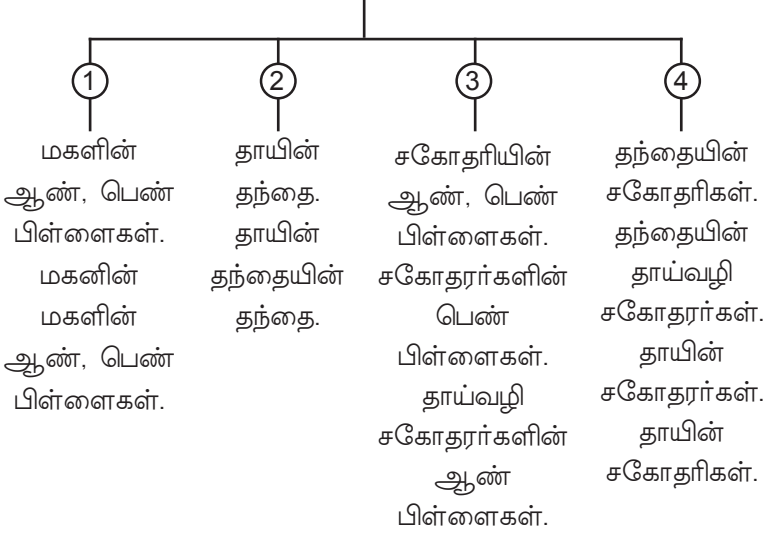 1
மகளின்
ஆண், பெண்
பிள்ளைகள்.
மகனின்
மகளின்
ஆண், பெண்
பிள்ளைகள்.
2
தாயின்
தந்தை.
தாயின்
தந்தையின்
தந்தை.
3
சகோதரியின்
ஆண், பெண்
பிள்ளைகள்.
சகோதரர்களின்
பெண்
பிள்ளைகள்.
தாய்வழி
சகோதரர்களின்
ஆண்
பிள்ளைகள்.
4
தந்தையின்
சகோதரிகள்.
தந்தையின்
தாய்வழி
சகோதரர்கள்.
தாயின்
சகோதரர்கள்.
தாயின்
சகோதரிகள்.